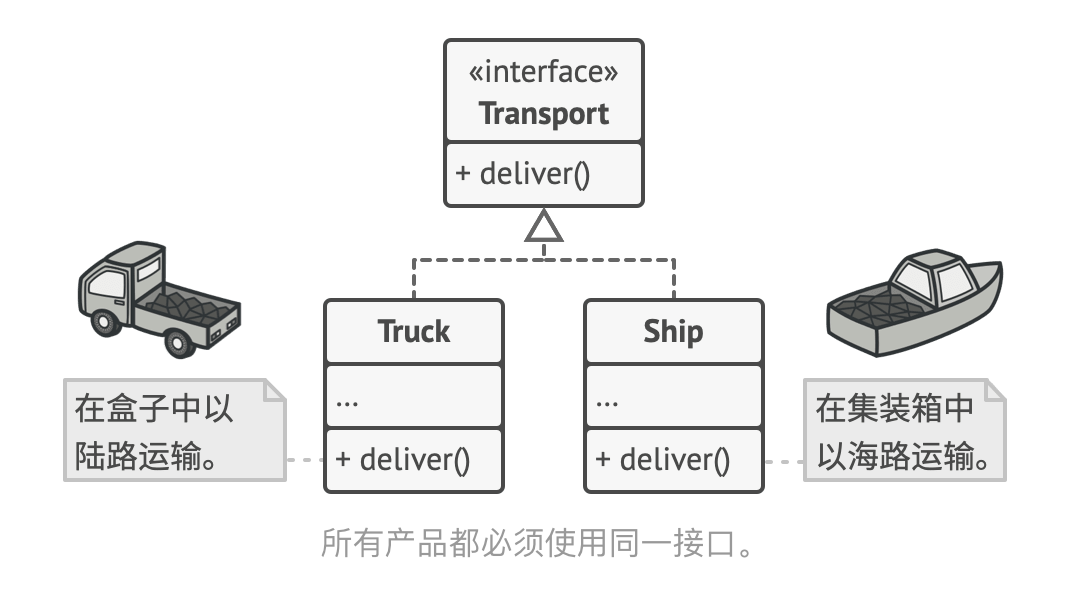 «interface»
Transport
+ deliver()
Truck
...
+ deliver()
Ship
...
+ deliver()
在盒子中以
陆路运输。
在集装箱中
以海路运输。
所有产品都必须使用同一接口。